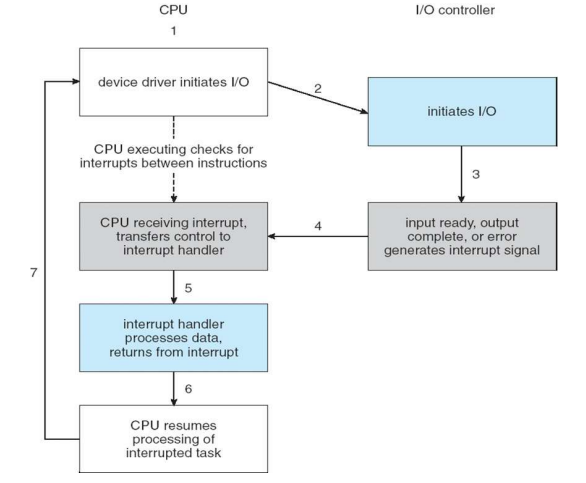 CPU
I/O controller
1
device driver initiates I/O
2
initiates I/O
CPU executing checks for
interrupts between instructions
3
CPU receiving interrupt,
transfers control to
interrupt handler
4
input ready, output
complete, or error
generates interrupt signal
7
5
interrupt handler
processes data,
returns from interrupt
6
CPU resumes
processing of
interrupted task